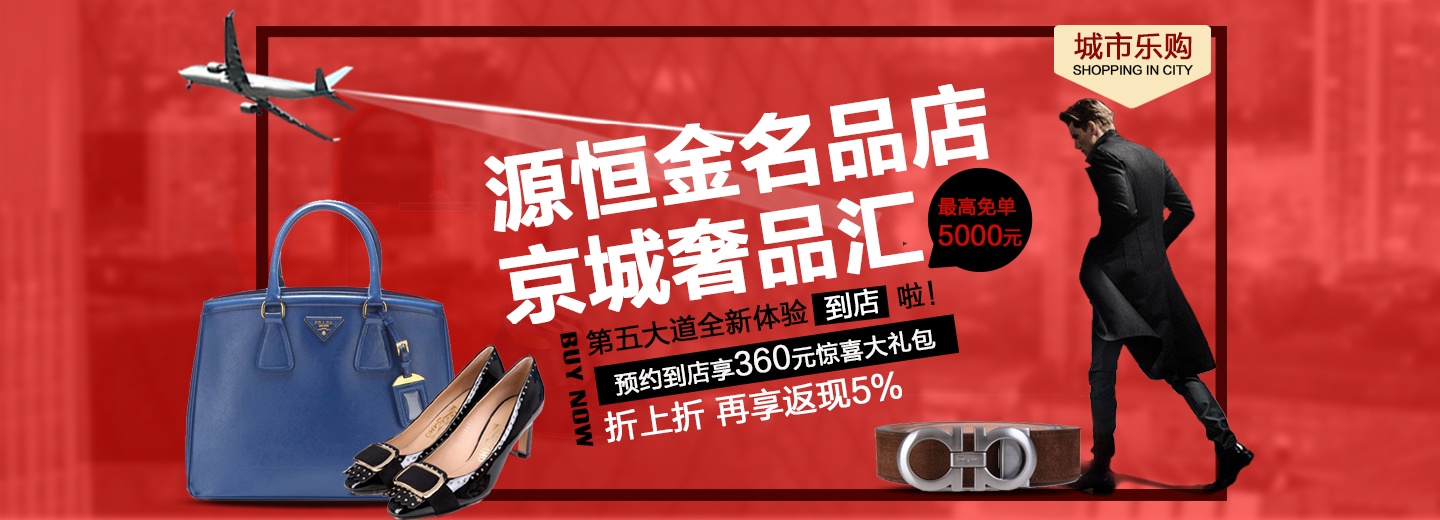 城市乐购
SHOPPING IN CITY
源恒金名品店
京城奢品汇
最高免单
5000元
第五大道全新体验 到店 啦!
BUY NOW
预约到店享360元惊喜大礼包
折上折 再享返现5%
PRADA